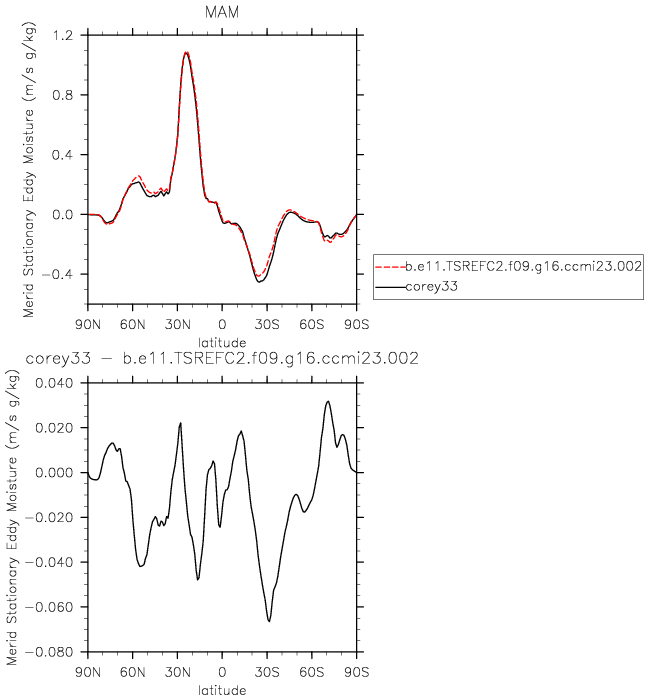 MAM
Merid Stationary Eddy Moisture (m/s g/kg)
1.2
0.8
0.4
0.0
−0.4
90N 60N 30N 0 30S 60S 90S
latitude
b.e11.TSREFC2.f09.g16.ccmi23.002
corey33
corey33 − b.e11.TSREFC2.f09.g16.ccmi23.002
Merid Stationary Eddy Moisture (m/s g/kg)
0.040
0.020
0.000
−0.020
−0.040
−0.060
−0.080
90N 60N 30N 0 30S 60S 90S
latitude